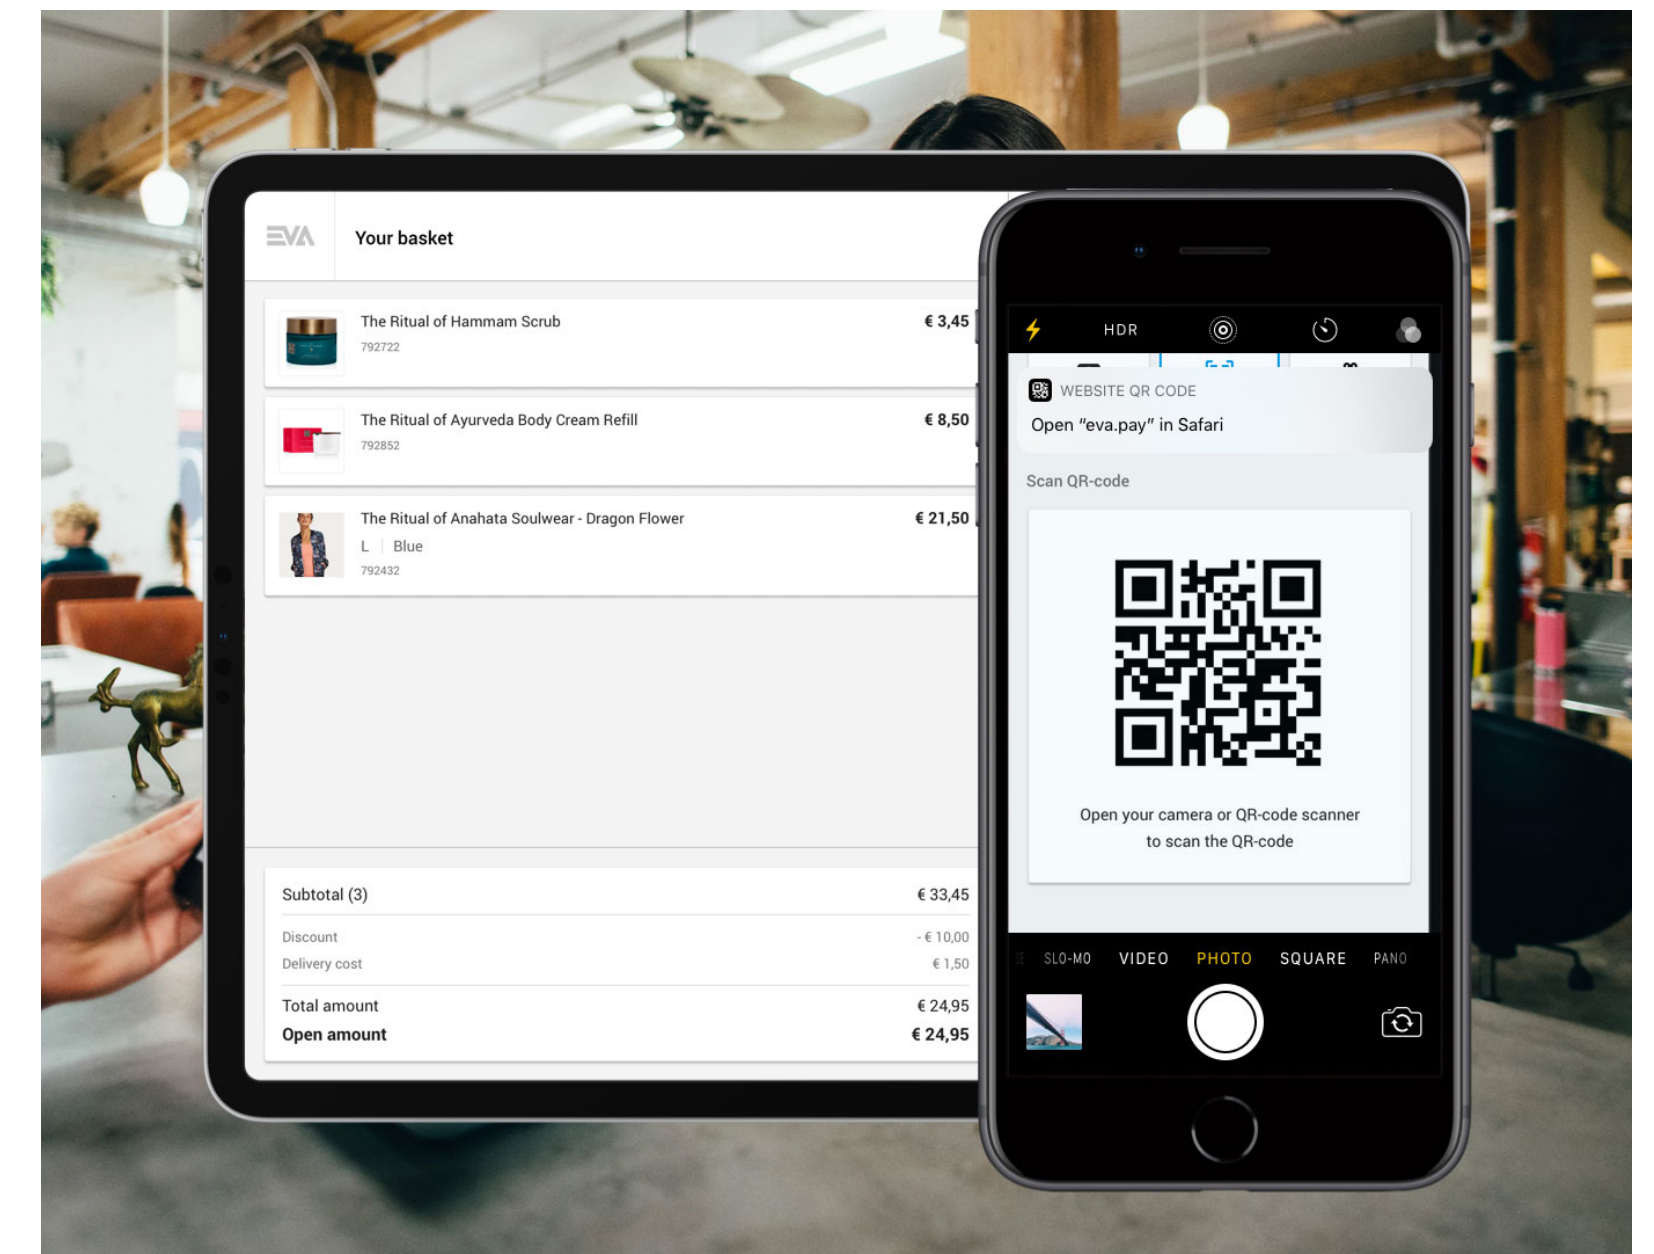 EVA
Your basket
The Ritual of Hammam Scrub
€ 3,45
792722
The Ritual of Ayurveda Body Cream Refill
€ 8,50
792852
The Ritual of Anahata Soulwear - Dragon Flower
€ 21,50
L | Blue
792432
Subtotal (3)
€ 33,45
Discount
- € 10,00
Delivery cost
€ 1,50
Total amount
€ 24,95
Open amount
€ 24,95
HDR
WEBSITE QR CODE
Open “eva.pay” in Safari
Scan QR-code
Open your camera or QR-code scanner
to scan the QR-code
SLO-MO VIDEO PHOTO SQUARE PANO